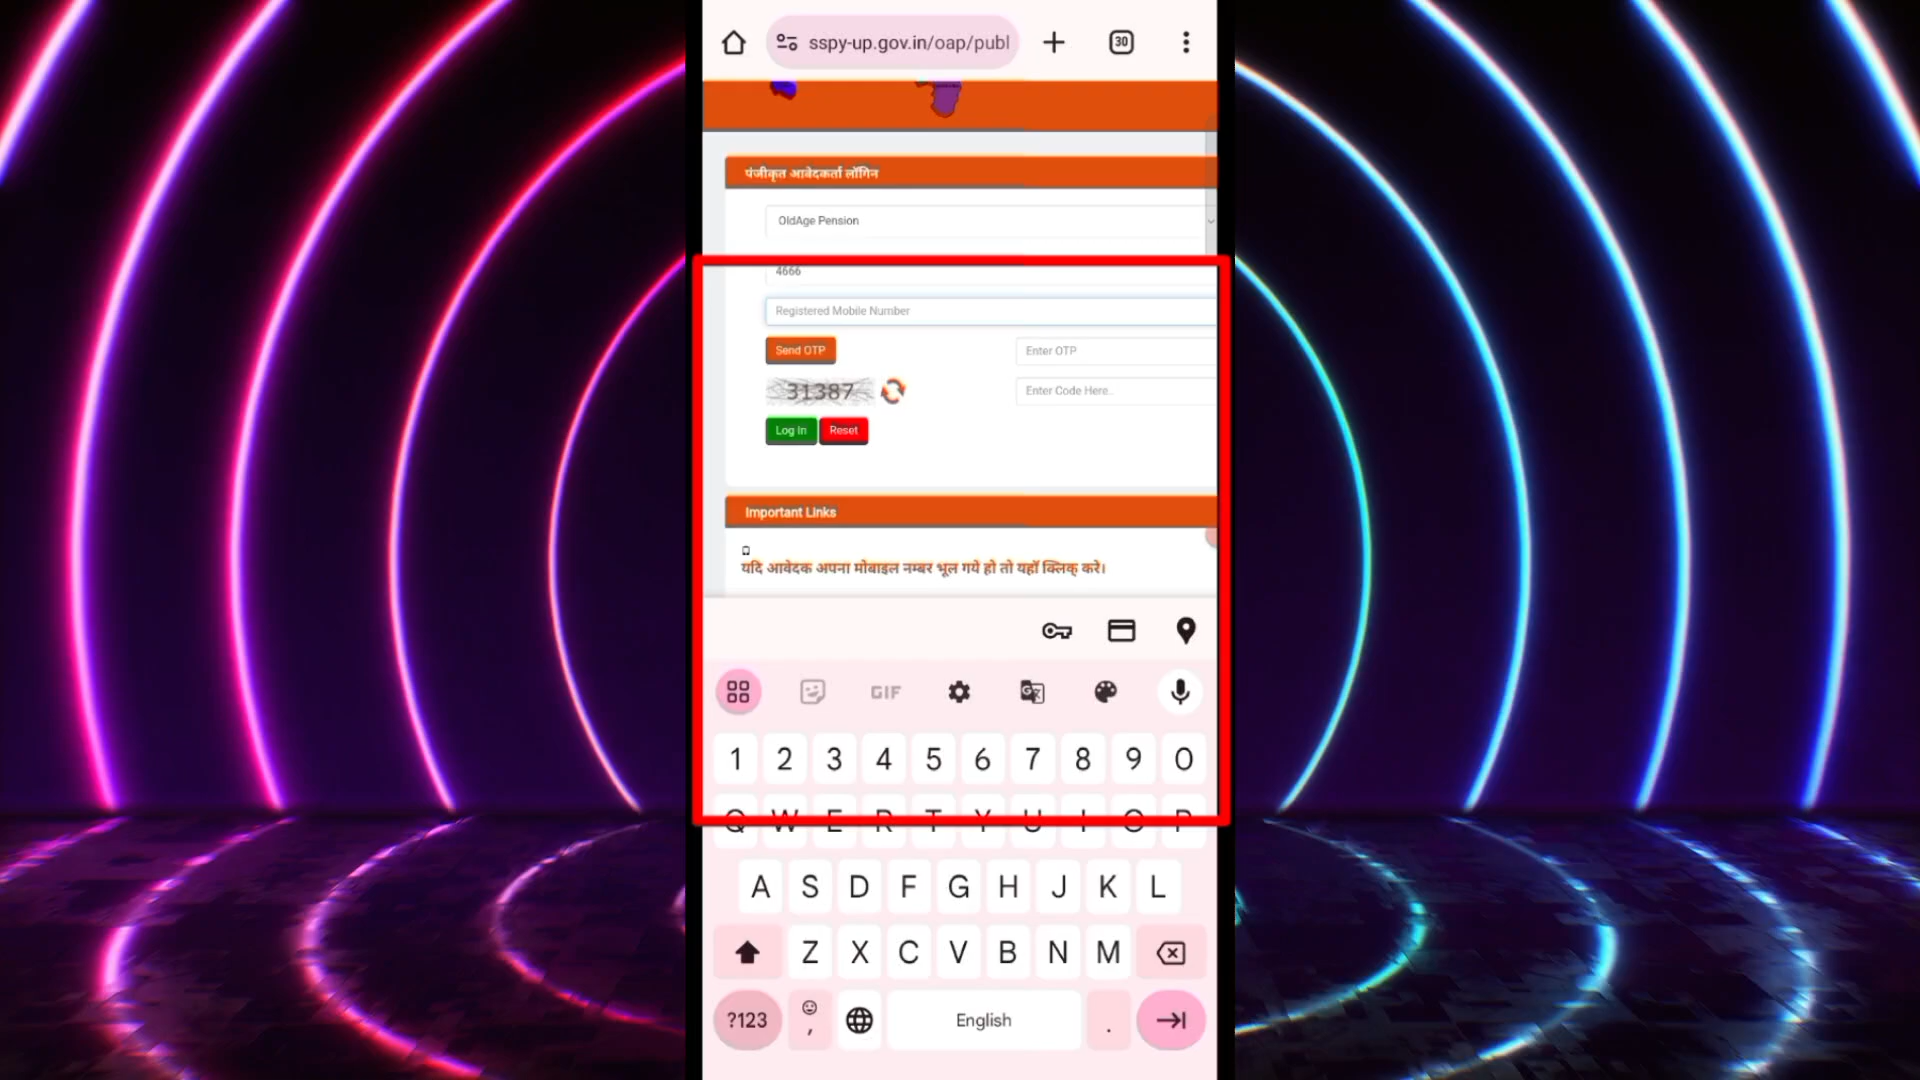 sspy-up.gov.in/oap/publ
30
पंजीकृत आवेदकर्ता लॉगिन
OldAge Pension
4666
Registered Mobile Number
Send OTP
Enter OTP
31387
Enter Code Here..
Log In Reset
Important Links
यदि आवेदक अपना मोबाइल नम्बर भूल गये हो तो यहाँ क्लिक् करे।
GIF
1 2 3 4 5 6 7 8 9 0
Q W E R T Y U I O P
A S D F G H J K L
Z X C V B N M
?123 , English .